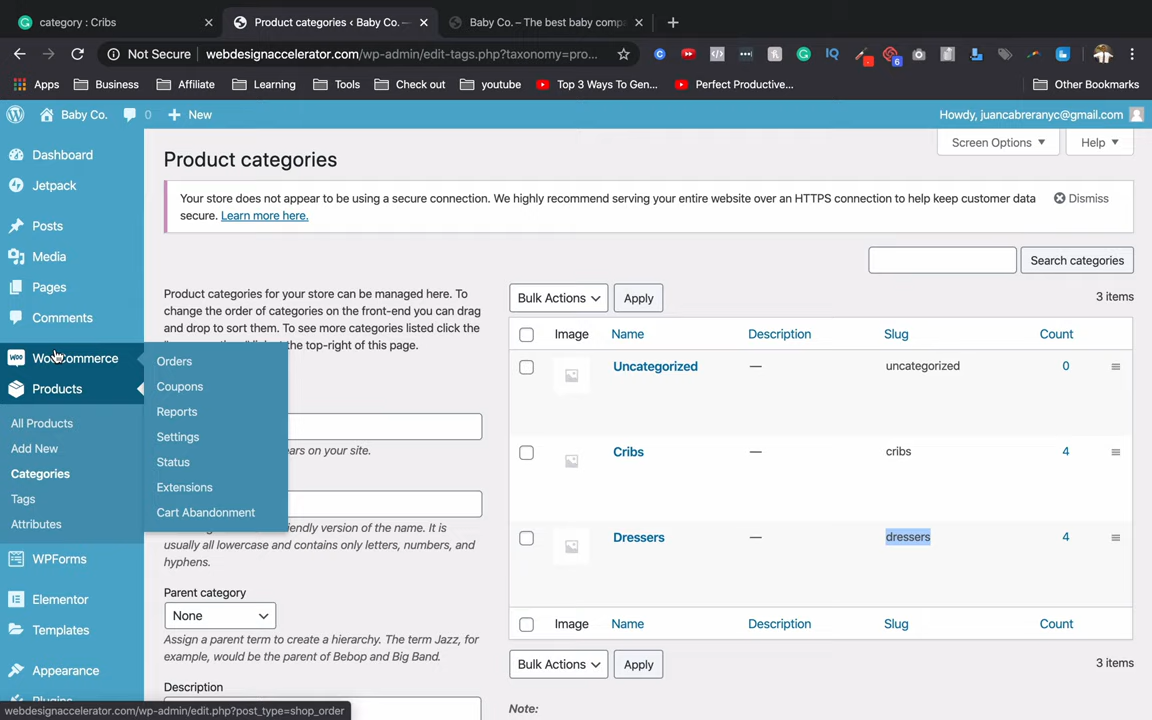 category : Cribs
Product categories ‹ Baby Co. —
Baby Co. – The best baby compa
Not Secure
webdesignaccelerator.com/wp-admin/edit-tags.php?taxonomy=pro...
6
Apps
Business
Affiliate
Learning
Tools
Check out
youtube
Top 3 Ways To Gen...
Perfect Productive...
Other Bookmarks
Baby Co.
0
New
Howdy, juancabreranyc@gmail.com
Dashboard
Jetpack
Posts
Media
Pages
Comments
WooCommerce
Products
All Products
Add New
Categories
Tags
Attributes
WPForms
Elementor
Templates
Appearance
Plugins
Orders
Coupons
Reports
Settings
Status
Extensions
Cart Abandonment
Screen Options
Help
Product categories
Your store does not appear to be using a secure connection. We highly recommend serving your entire website over an HTTPS connection to help keep customer data
secure. Learn more here.
Dismiss
Search categories
Product categories for your store can be managed here. To
change the order of categories on the front-end you can drag
and drop to sort them. To see more categories listed click the
the top-right of this page.
ears on your site.
iendly version of the name. It is
usually all lowercase and contains only letters, numbers, and
hyphens.
Parent category
None
Assign a parent term to create a hierarchy. The term Jazz, for
example, would be the parent of Bebop and Big Band.
Description
Bulk Actions
Apply
3 items
Image Name Description Slug Count
Uncategorized — uncategorized 0
Cribs — cribs 4
Dressers — dressers 4
Image Name Description Slug Count
Bulk Actions
Apply
3 items
Note:
webdesignaccelerator.com/wp-admin/edit.php?post_type=shop_order